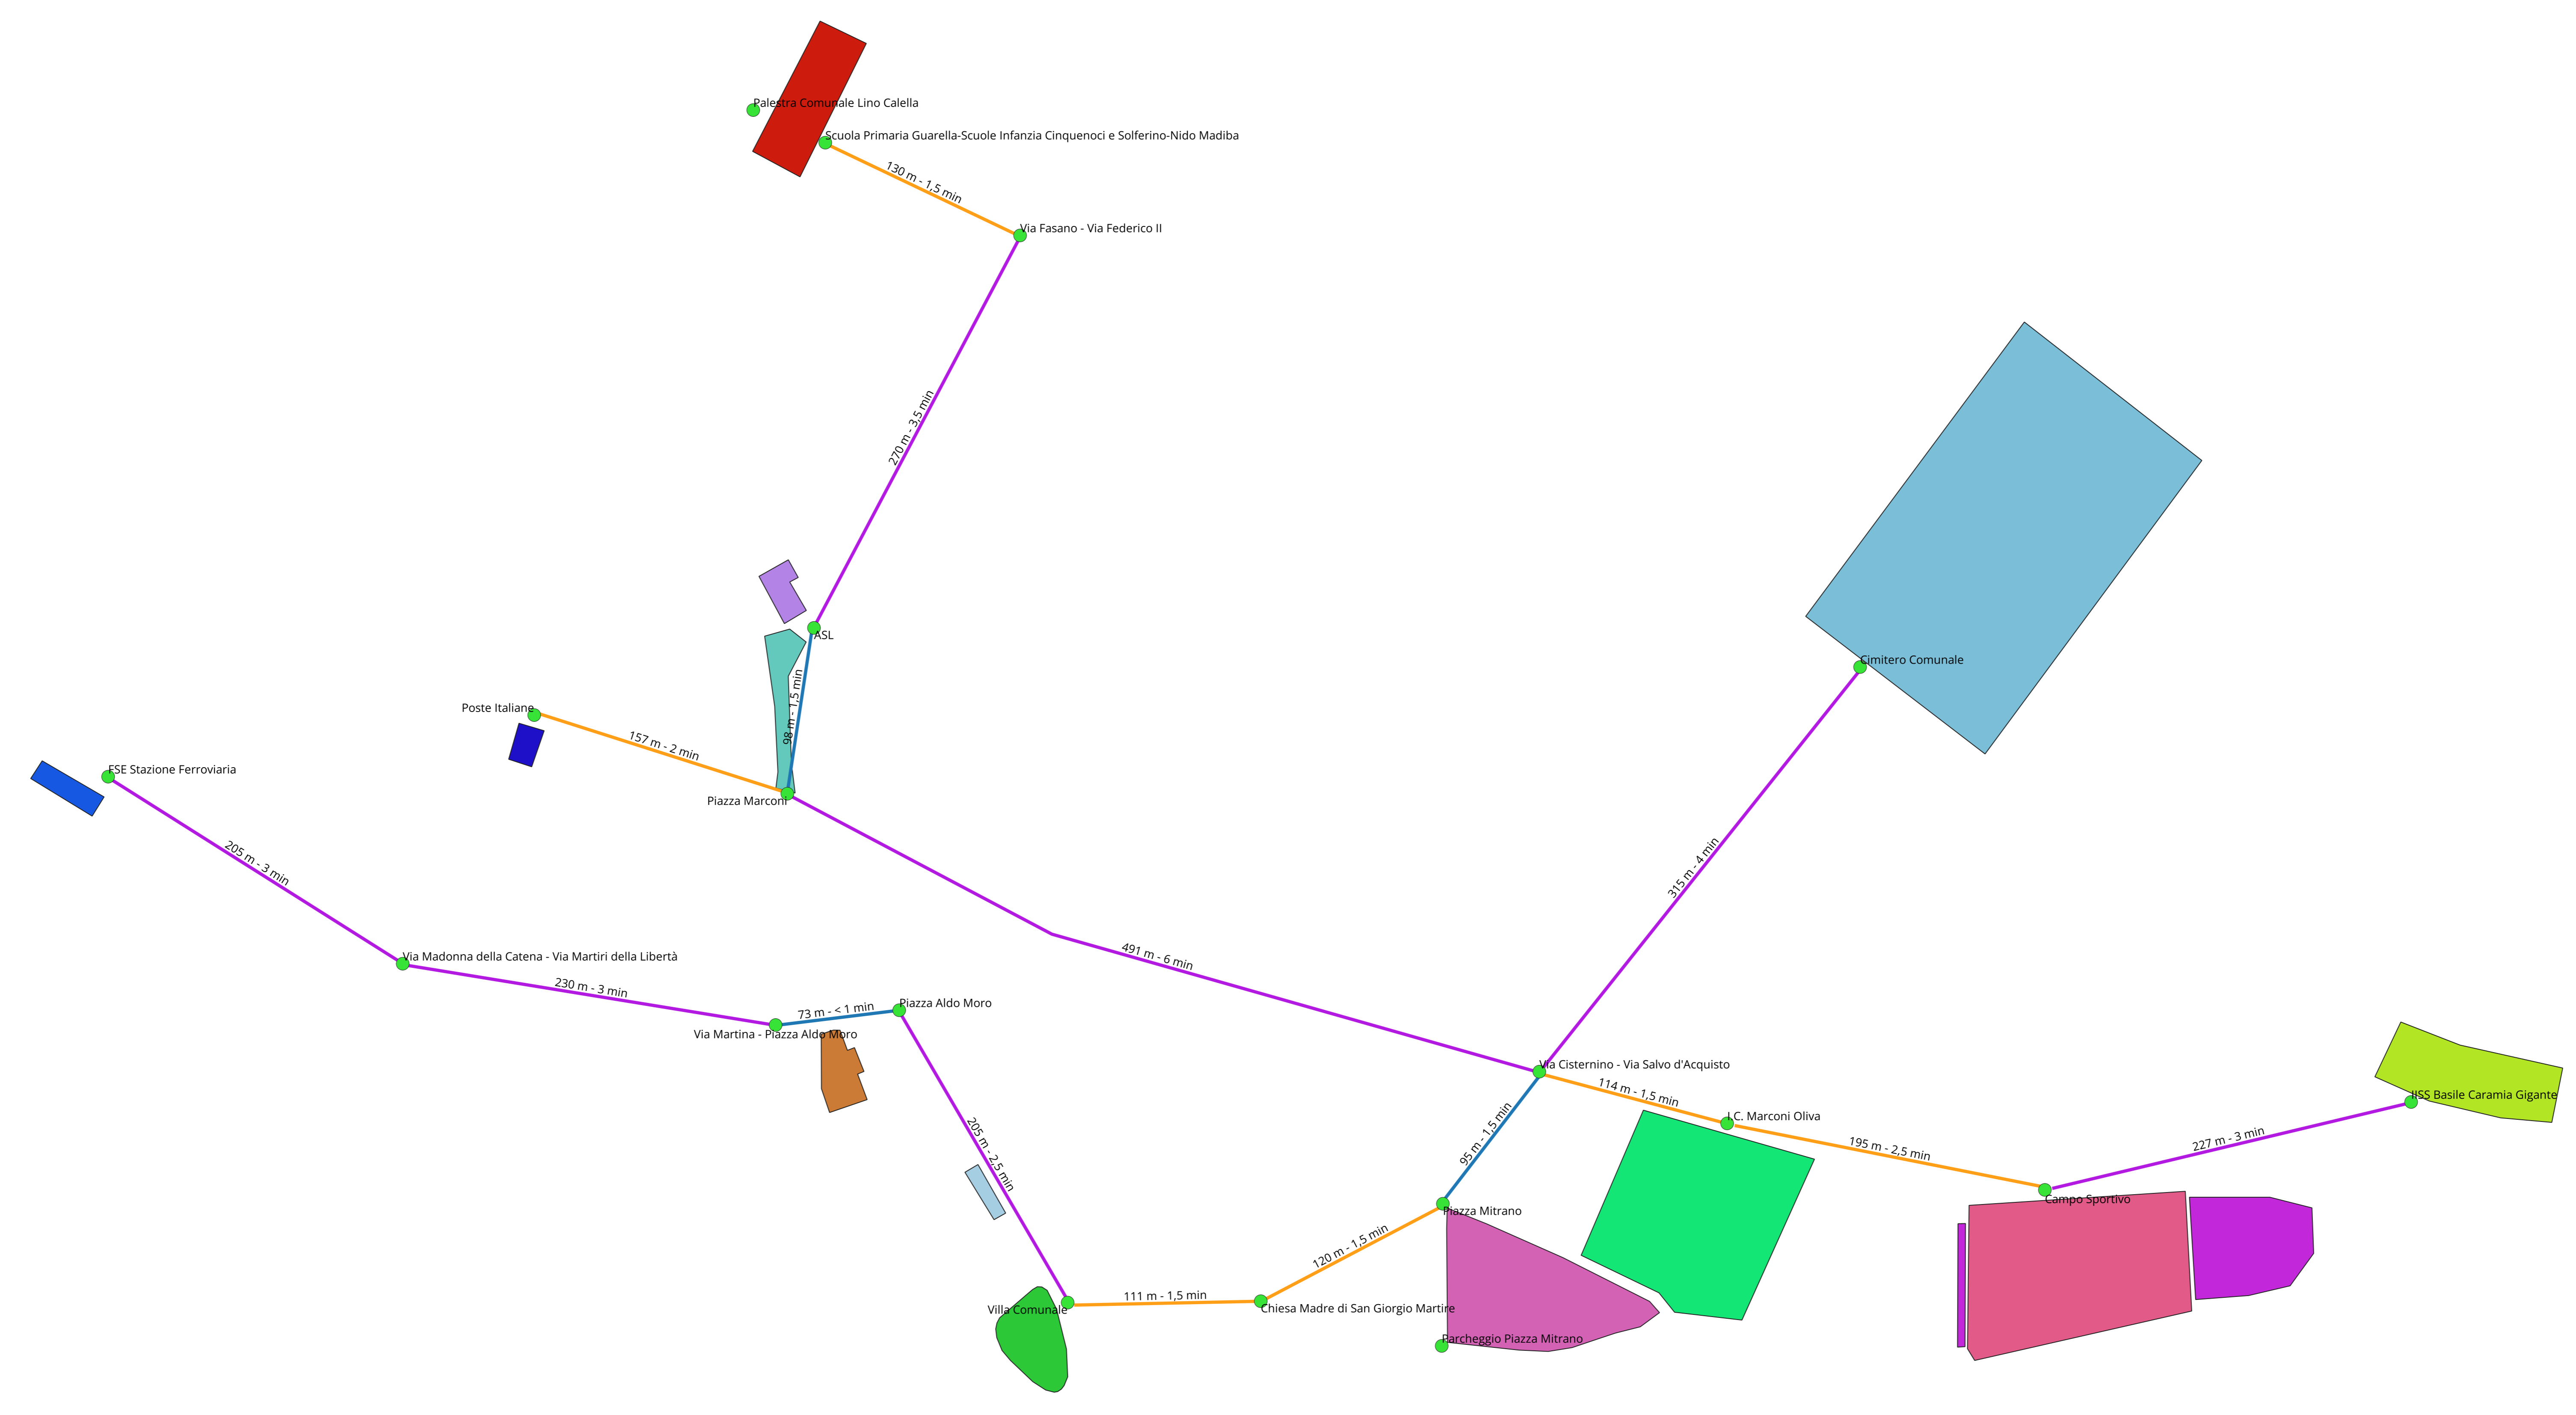 Palestra Comunale Lino Calella
Scuola Primaria Guarella-Scuole Infanzia Cinquenoci e Solferino-Nido Madiba
130 m - 1,5 min
Via Fasano - Via Federico II
270 m - 3,5 min
ASL
98 m - 1,5 min
Cimitero Comunale
Poste Italiane
157 m - 2 min
FSE Stazione Ferroviaria
Piazza Marconi
205 m - 3 min
315 m - 4 min
Via Madonna della Catena - Via Martiri della Libertà
491 m - 6 min
230 m - 3 min
73 m - < 1 min
Piazza Aldo Moro
Via Martina - Piazza Aldo Moro
Via Cisternino - Via Salvo d'Acquisto
114 m - 1,5 min
I.C. Marconi Oliva
IISS Basile Caramia Gigante
95 m - 1,5 min
205 m - 2,5 min
195 m - 2,5 min
227 m - 3 min
Campo Sportivo
Piazza Mitrano
120 m - 1,5 min
111 m - 1,5 min
Villa Comunale
Chiesa Madre di San Giorgio Martire
Parcheggio Piazza Mitrano